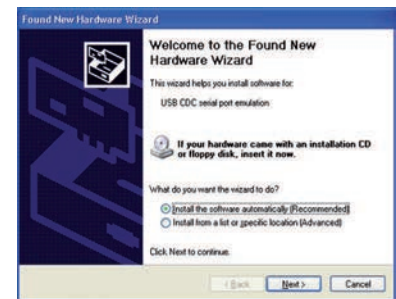 Found New Hardware Wizard
Welcome to the Found New
Hardware Wizard
This wizard helps you install software for:
USB CDC serial port emulation
If your hardware came with an installation CD
or floppy disk, insert it now.
What do you want the wizard to do?
Install the software automatically (Recommended)
Install from a list or specific location (Advanced)
Click Next to continue.
< Back
Next >
Cancel